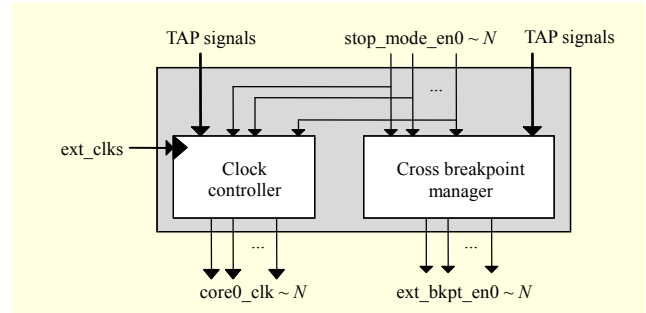 TAP signals
stop_mode_en0 ~ N
TAP signals
...
ext_clks
Clock
controller
Cross breakpoint
manager
...
...
core0_clk ~ N
ext_bkpt_en0 ~ N